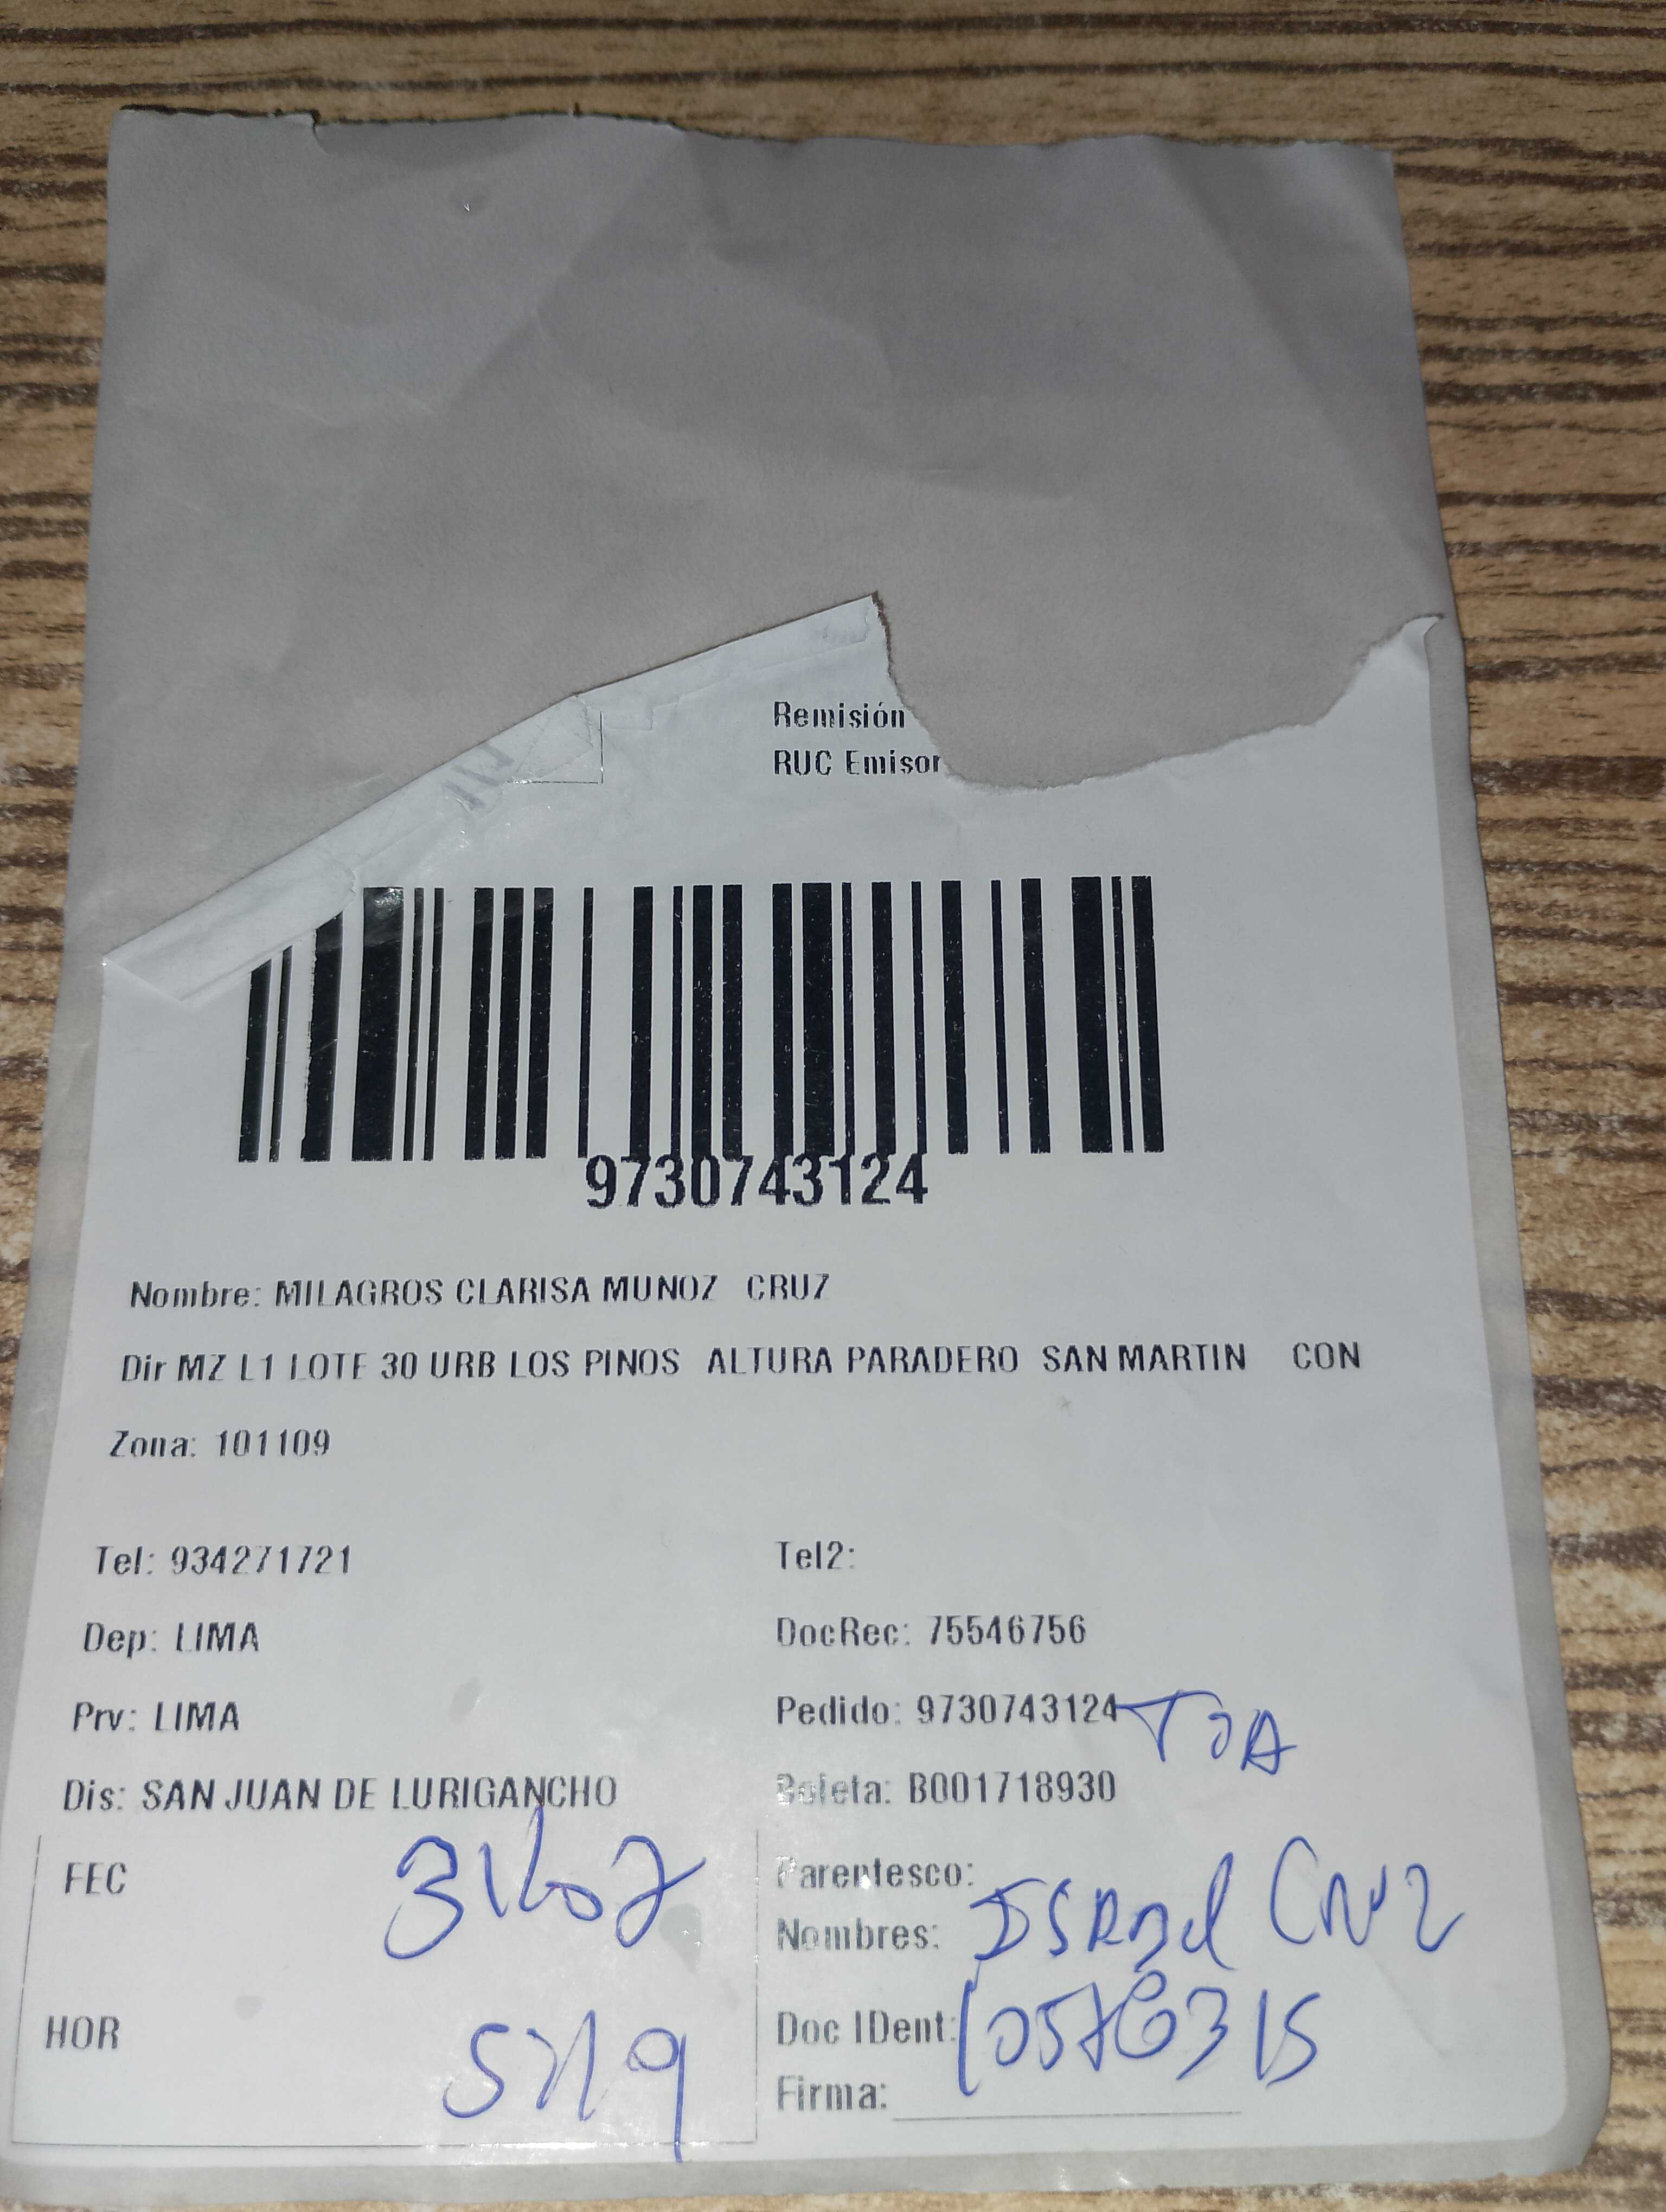 Remisión
RUC Emisor
9730743124
Nombre: MILAGROS CLARISA MUNOZ CRUZ
Dir MZ L1 LOTE 30 URB LOS PINOS ALTURA PARADERO SAN MARTIN CON
Zona: 101109
Tel: 934271721
Tel2:
Dep: LIMA
DocRec: 75546756
Prv: LIMA
Pedido: 9730743124
Dis: SAN JUAN DE LURIGANCHO
Boleta: B001718930
FEC
Parentesco:
Nombres: ISRael Cruz
HOR
Doc IDent:
Firma: